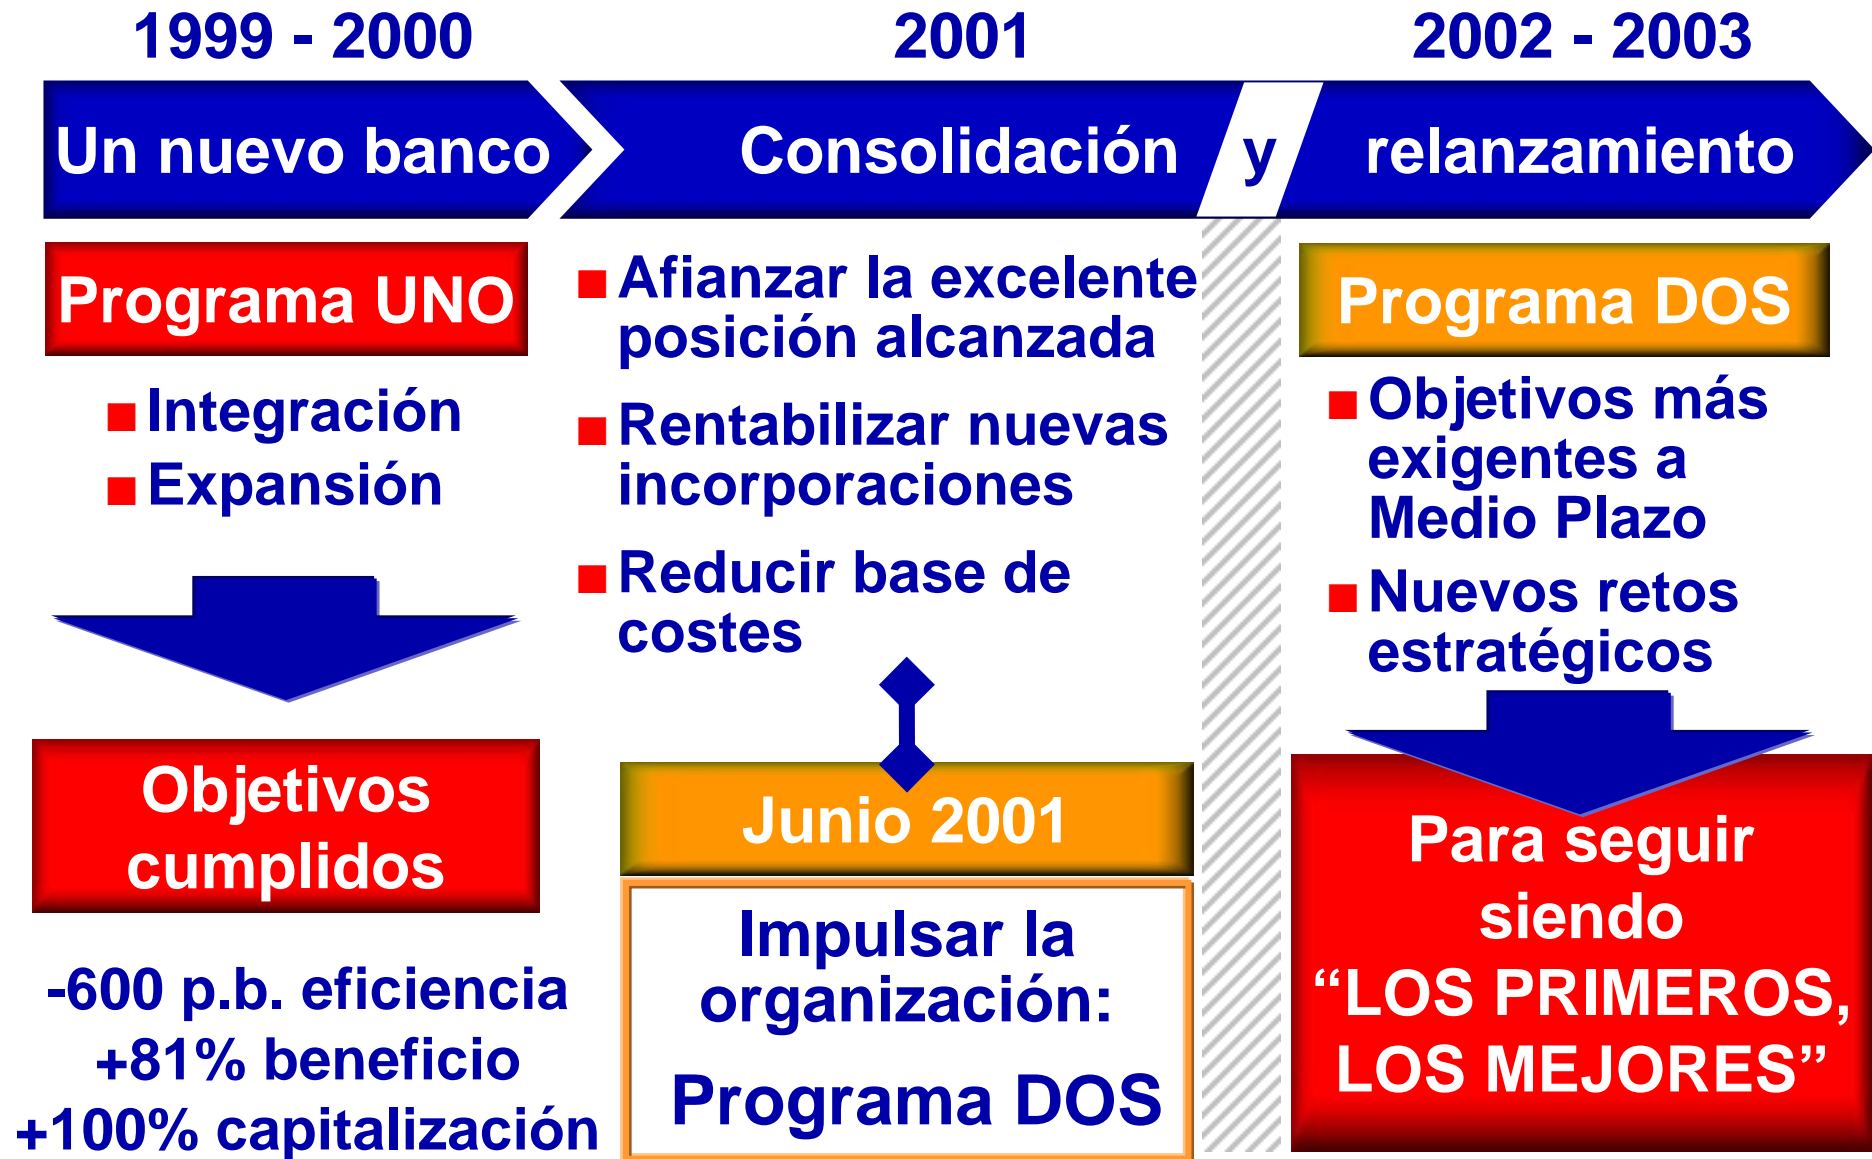 1999 - 2000
2001
2002 - 2003
Un nuevo banco
Consolidación
y
relanzamiento
Programa UNO
Integración
Expansión
Objetivos
cumplidos
-600 p.b. eficiencia
+81% beneficio
+100% capitalización
Afianzar la excelente
posición alcanzada
Rentabilizar nuevas
incorporaciones
Reducir base de
costes
Junio 2001
Impulsar la
organización:
Programa DOS
Programa DOS
Objetivos más
exigentes a
Medio Plazo
Nuevos retos
estratégicos
Para seguir
siendo
“LOS PRIMEROS,
LOS MEJORES”